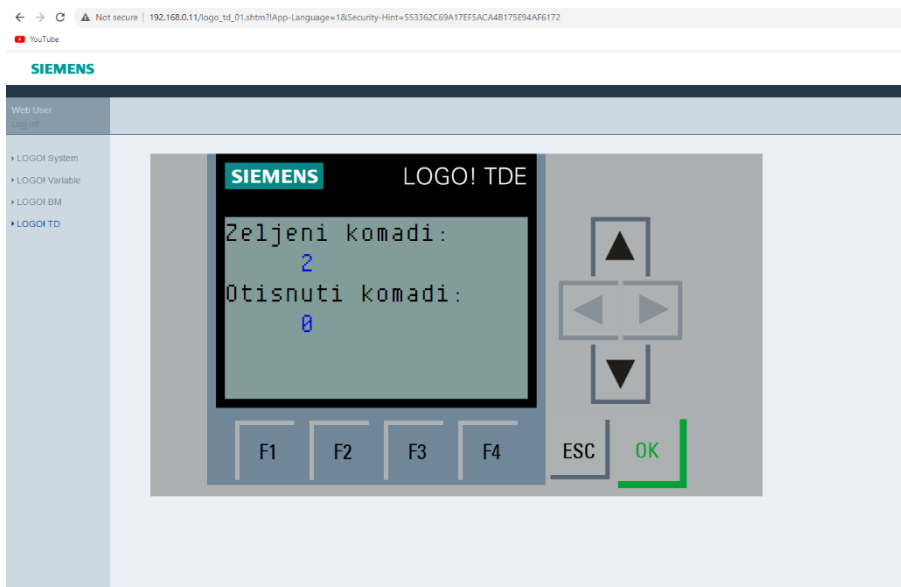 Not secure | 192.168.0.11/logo_td_01.shtm?!App-Language=1&Security-Hint=553362C69A17EF5ACA4B175E94AF6172
YouTube
SIEMENS
Web User
Log off
LOGO! System
LOGO! Variable
LOGO! BM
LOGO! TD
SIEMENS LOGO! TDE
Zeljeni komadi:
2
Otisnuti komadi:
0
F1 F2 F3 F4 ESC OK